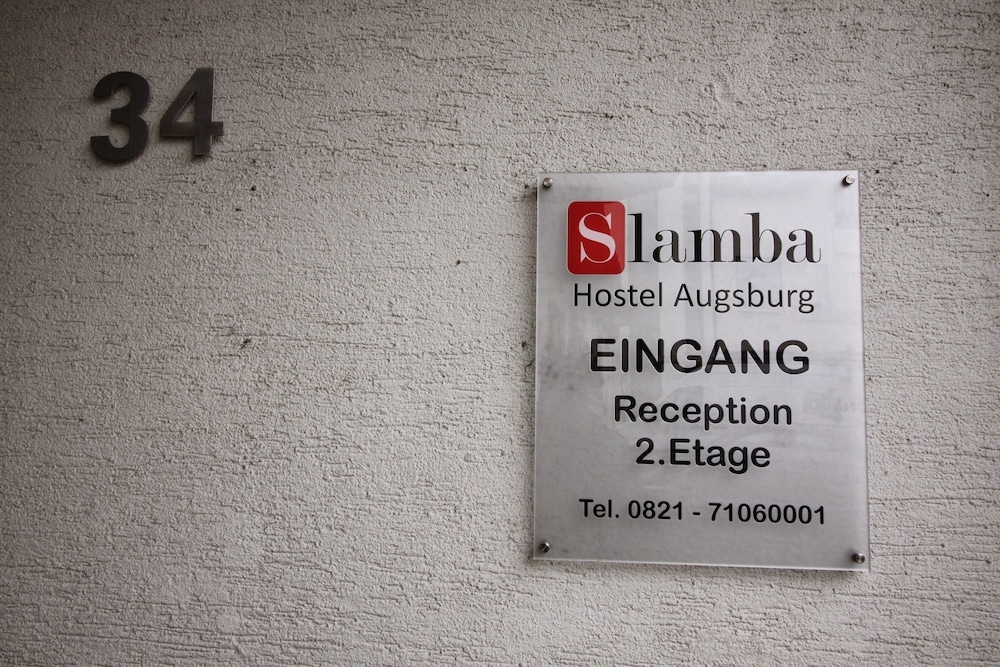 34
Slamba
Hostel Augsburg
EINGANG
Reception
2.Etage
Tel. 0821 - 71060001